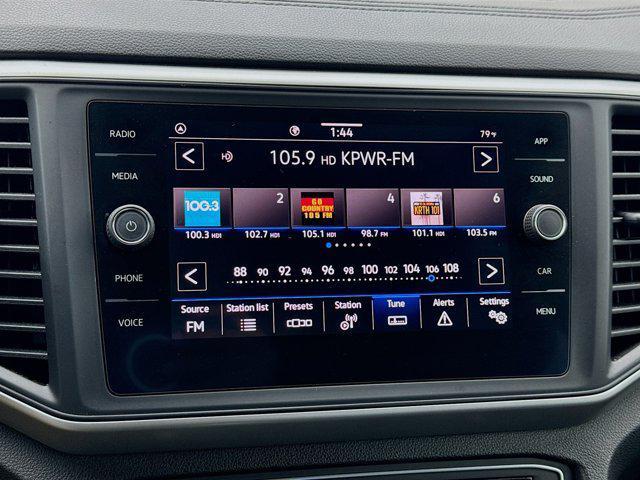 RADIO
MEDIA
PHONE
VOICE
1:44
79°F
105.9 HD KPWR-FM
100.3
2
GO COUNTRY 105 FM
4
KRTH 101
6
100.3 HD1
102.7 HD1
105.1 HD1
98.7 FM
101.1 HD1
103.5 FM
88 90 92 94 96 98 100 102 104 106 108
Source
Station list
Presets
Station
Tune
Alerts
Settings
FM
APP
SOUND
CAR
MENU